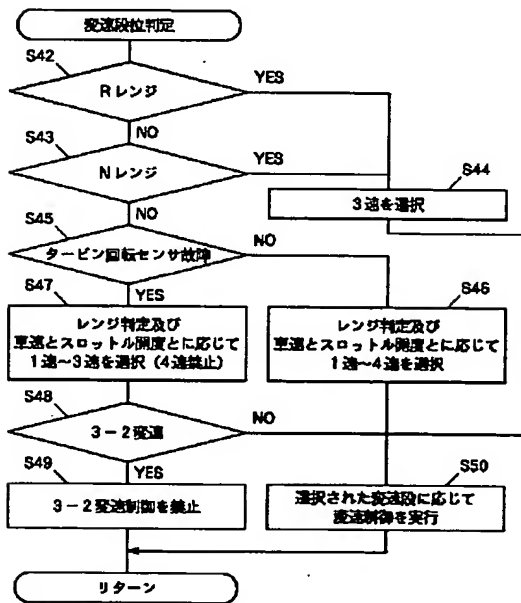 変速段位判定
S42
Rレンジ
YES
NO
S43
Nレンジ
YES
NO
S44
3速を選択
S45
タービン回転センサ故障
NO
YES
S47
レンジ判定及び
車速とスロットル開度とに応じて
1速~3速を選択(4速禁止)
S46
レンジ判定及び
車速とスロットル開度とに応じて
1速~4速を選択
S48
3-2変速
NO
YES
S49
3-2変速制御を禁止
S50
選択された変速段に応じて
変速制御を実行
リターン